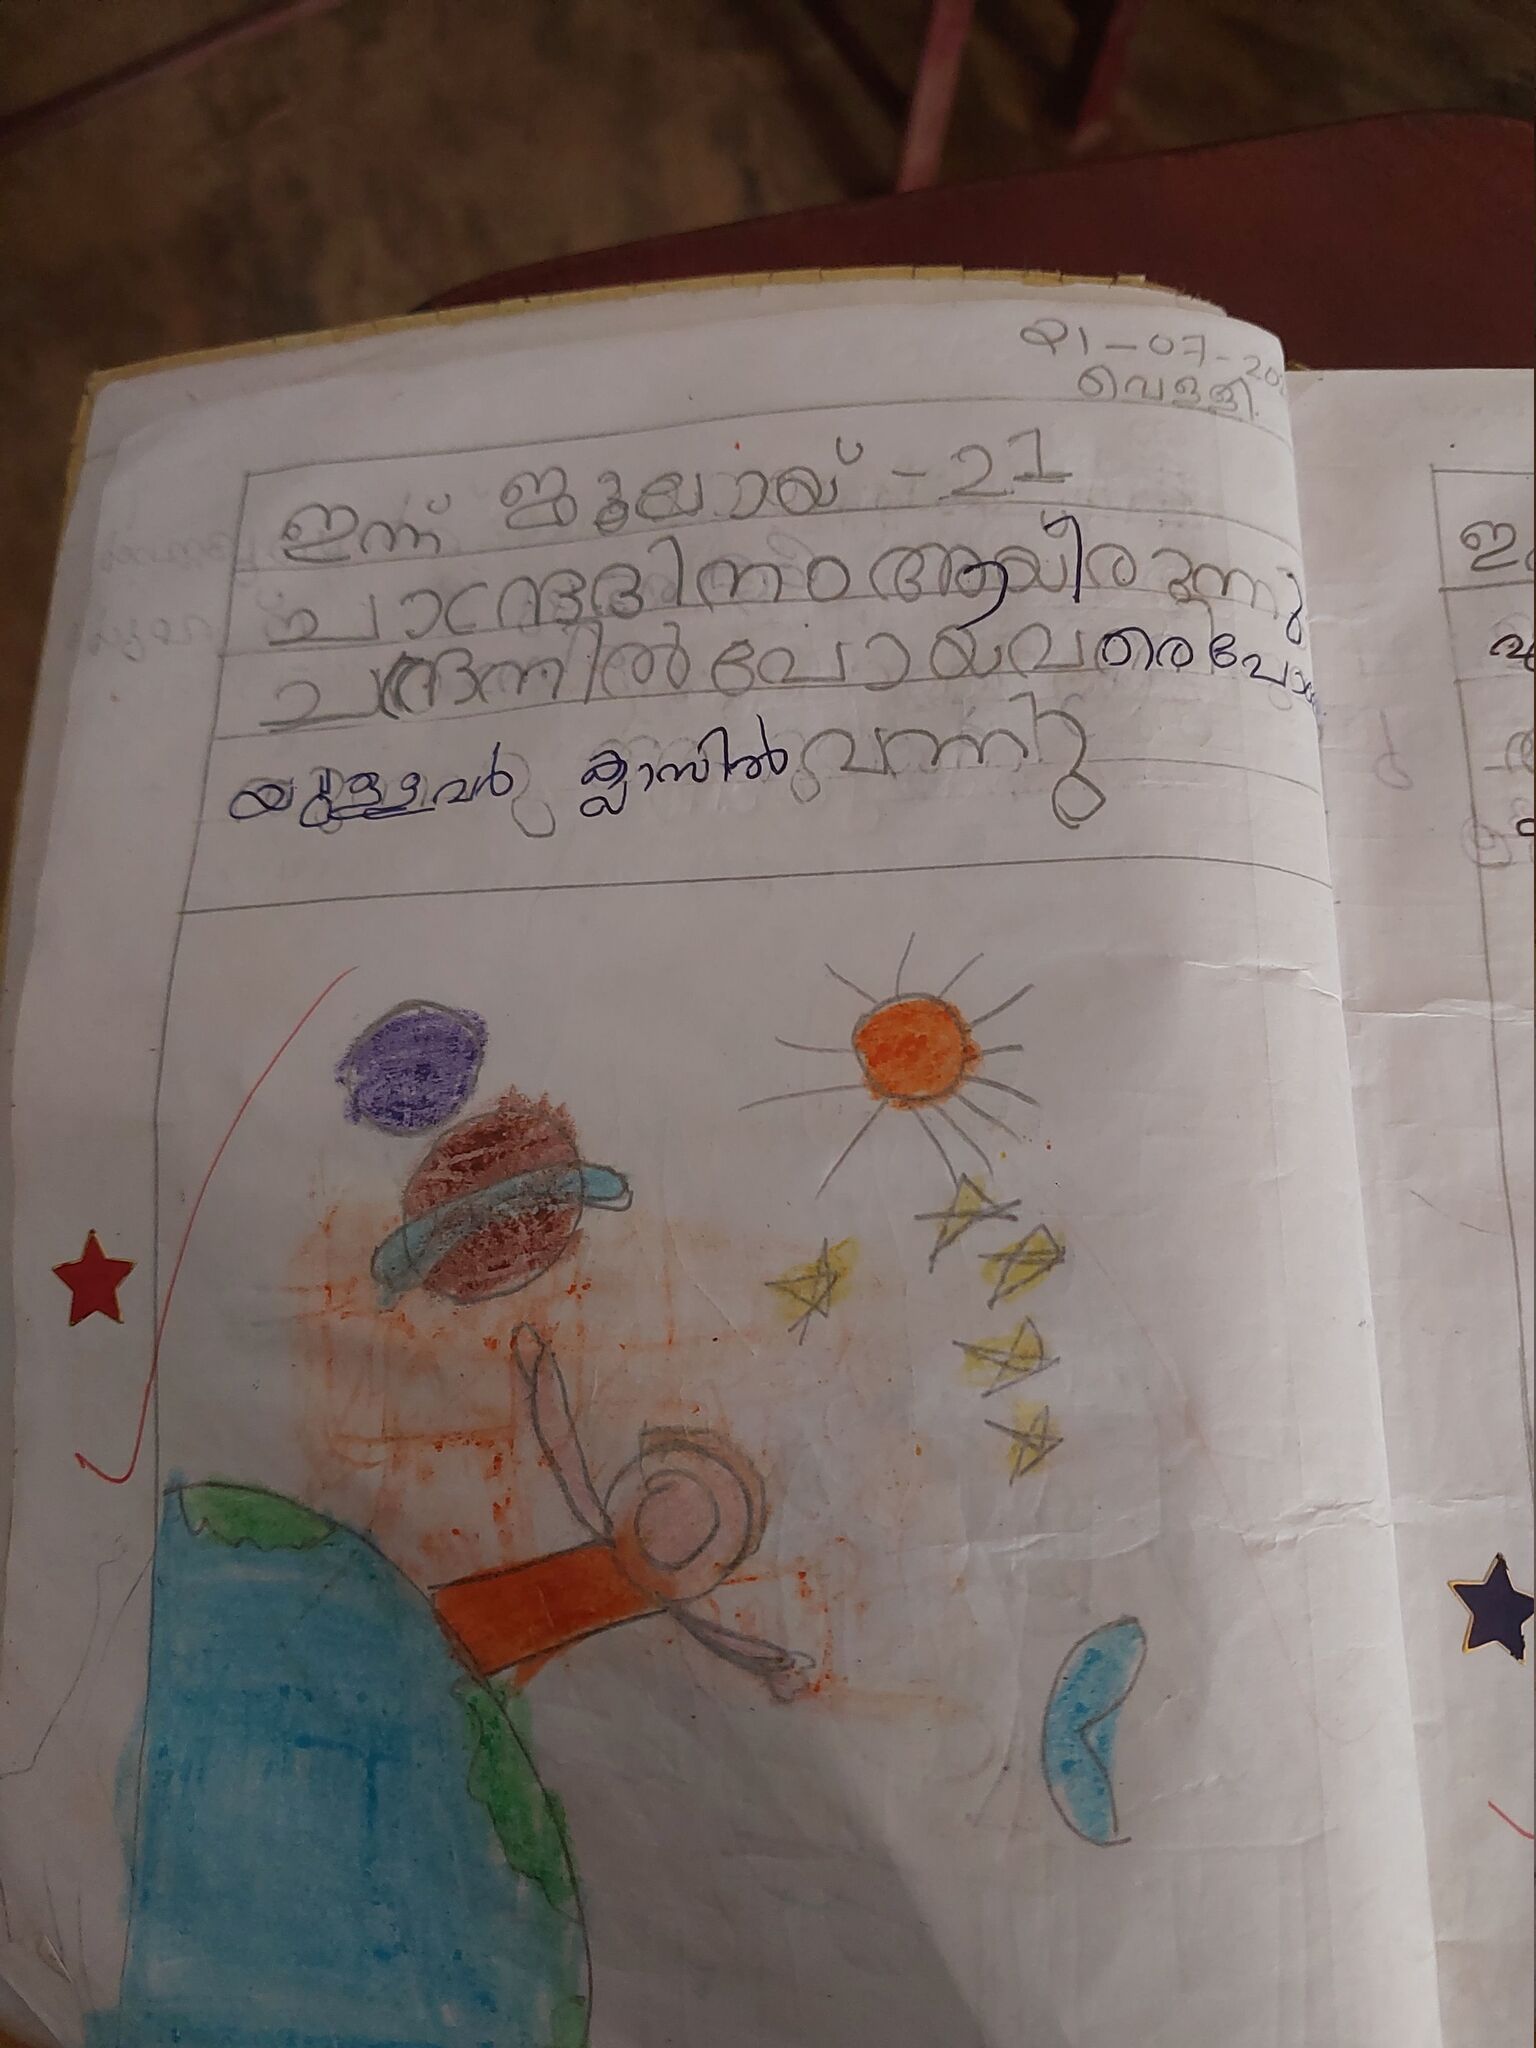 21-07-20
വെള്ളി.
ഇന്ന് ജൂലായ് - 21
ചാന്ദ്രദിനം ആയിരുന്നു
ചന്ദ്രനിൽ പോയവരെ പോലെ
യുള്ളവർ ക്ലാസിൽ വന്നു
ഇ